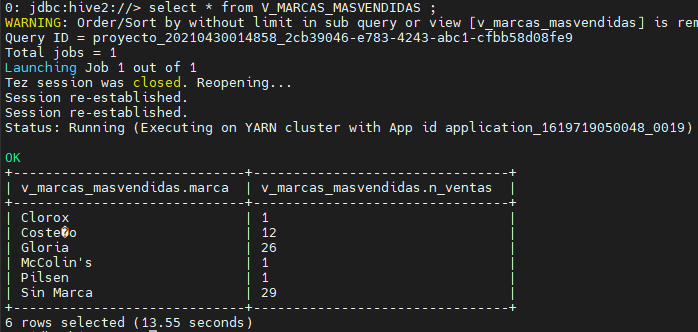 0: jdbc:hive2://> select * from V_MARCAS_MASVENDIDAS ;
WARNING: Order/Sort by without limit in sub query or view [v_marcas_masvendidas] is rem
Query ID = proyecto_20210430014858_2cb39046-e783-4243-abc1-cfbb58d08fe9
Total jobs = 1
Launching Job 1 out of 1
Tez session was closed. Reopening...
Session re-established.
Session re-established.
Status: Running (Executing on YARN cluster with App id application_1619719050048_0019)
OK
+-----------------------------+--------------------------------+
| v_marcas_masvendidas.marca | v_marcas_masvendidas.n_ventas |
+-----------------------------+--------------------------------+
| Clorox | 1 |
| Coste�o | 12 |
| Gloria | 26 |
| McColin's | 1 |
| Pilsen | 1 |
| Sin Marca | 29 |
+-----------------------------+--------------------------------+
6 rows selected (13.55 seconds)